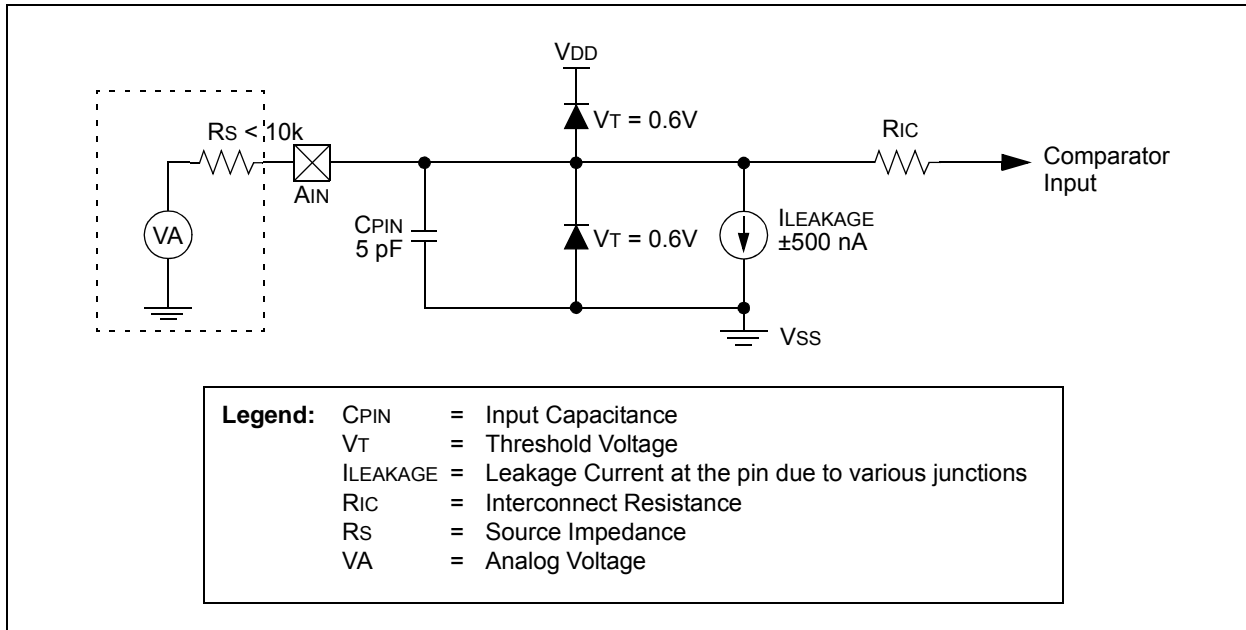 VDD
VT = 0.6V
RS < 10k
RIC
AIN
Comparator
Input
CPIN
5 pF
VA
VT = 0.6V
ILEAKAGE
±500 nA
VSS
Legend: CPIN = Input Capacitance
VT = Threshold Voltage
ILEAKAGE = Leakage Current at the pin due to various junctions
RIC = Interconnect Resistance
RS = Source Impedance
VA = Analog Voltage